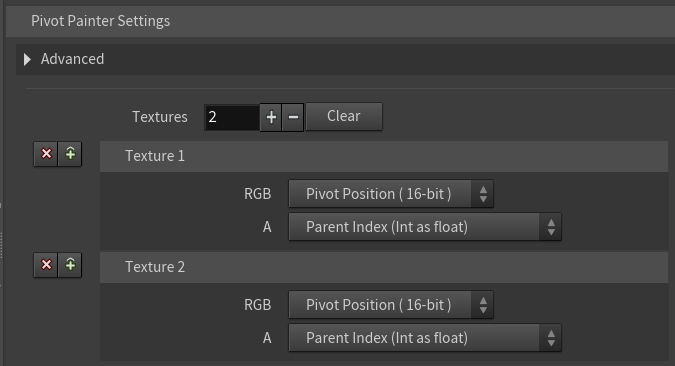 Pivot Painter Settings
Advanced
Textures 2 + − Clear
Texture 1
RGB Pivot Position ( 16-bit )
A Parent Index (Int as float)
Texture 2
RGB Pivot Position ( 16-bit )
A Parent Index (Int as float)